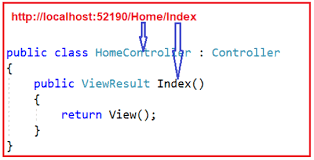 http://localhost:52190/Home/Index
public class HomeController : Controller
{
public ViewResult Index()
{
return View();
}
}